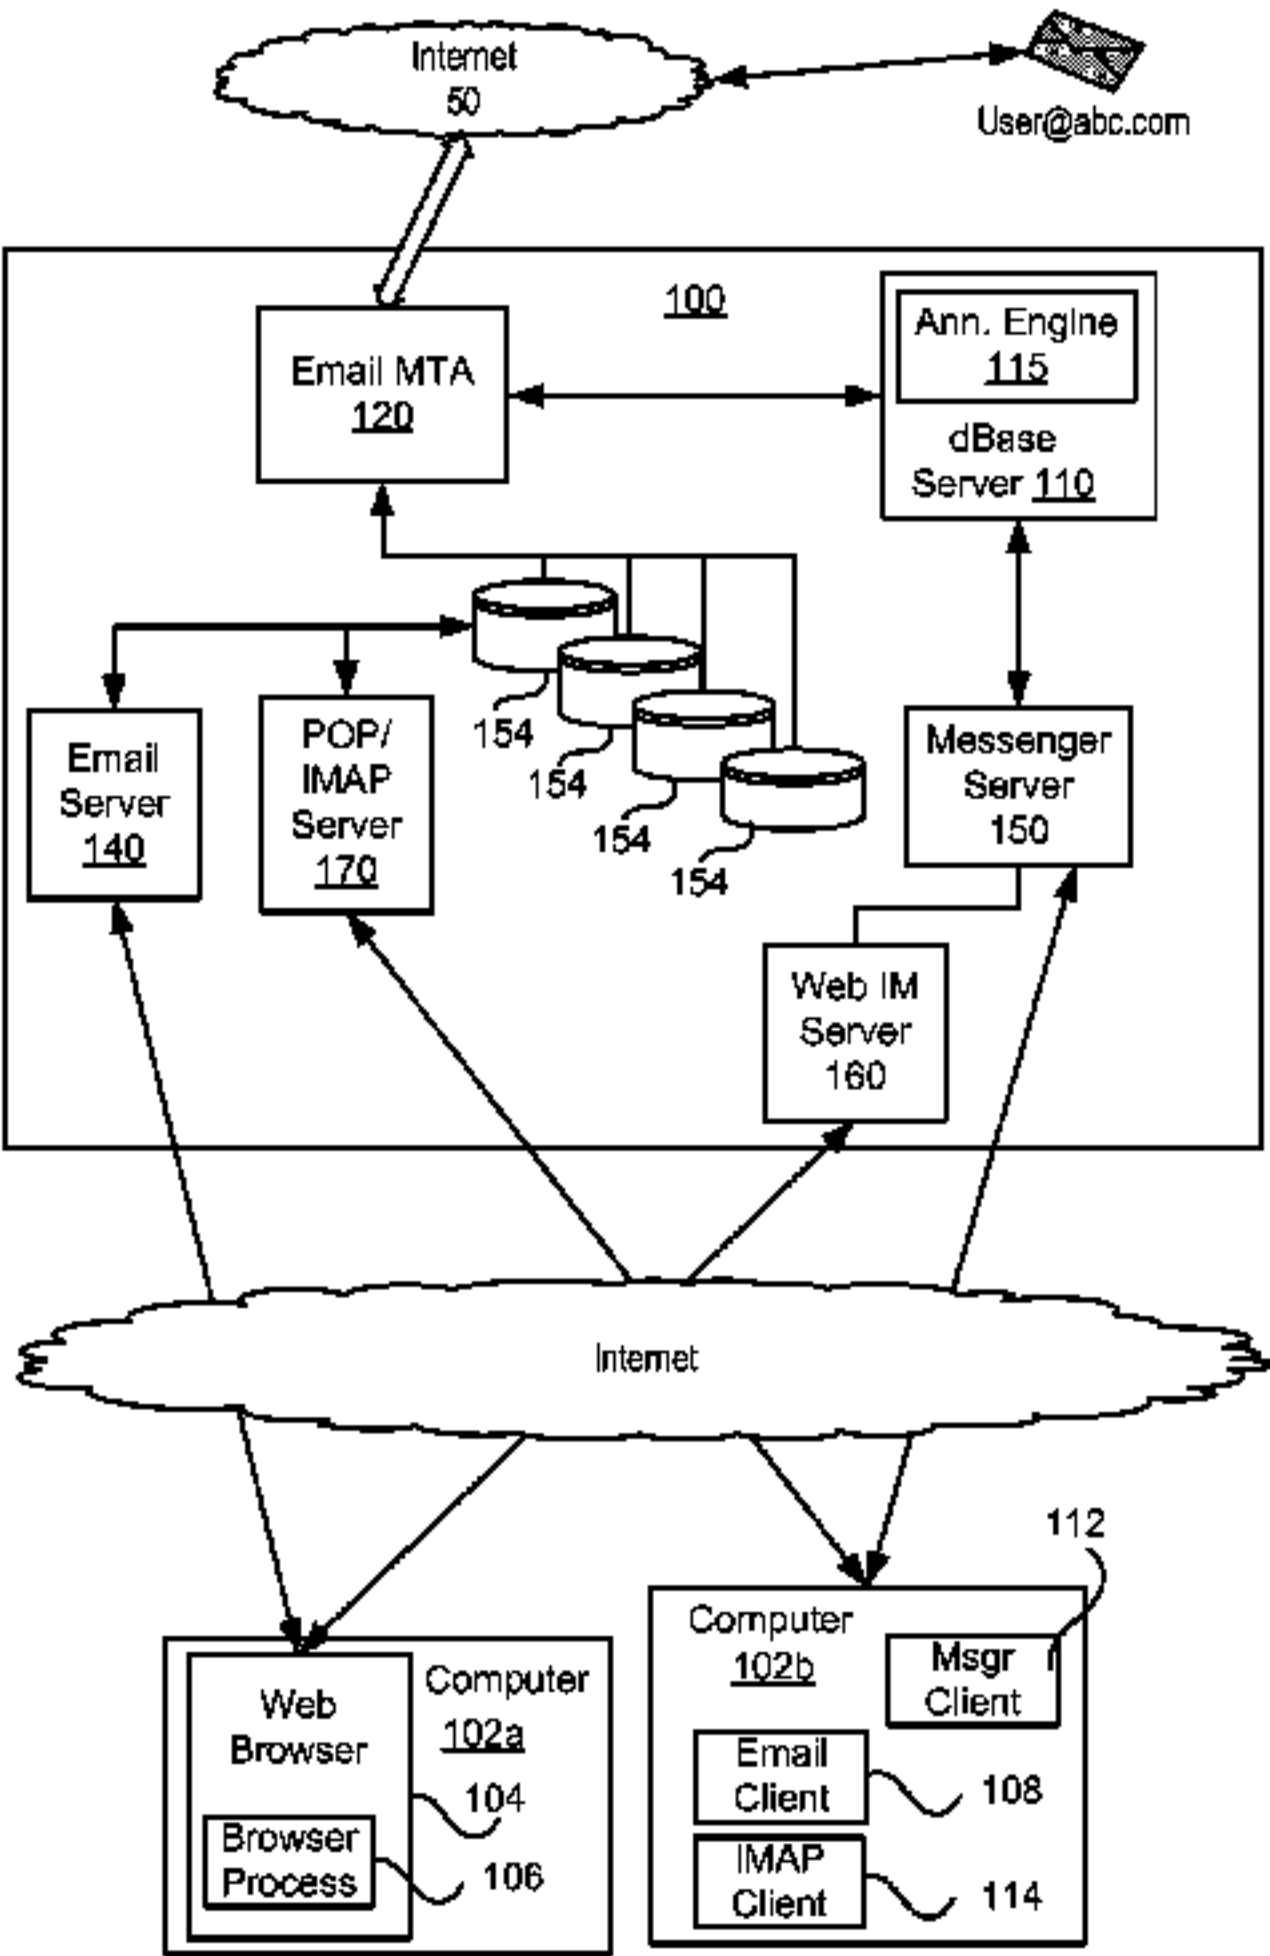 Internet
50
User@abc.com
100
Ann. Engine
115
dBase
Server 110
Email MTA
120
154
154
154
154
Email
Server
140
POP/
IMAP
Server
170
Messenger
Server
150
Web IM
Server
160
Internet
112
Computer
102a
Web
Browser
104
Browser
Process
106
Computer
102b
Msgr
Client
Email
Client
108
IMAP
Client
114